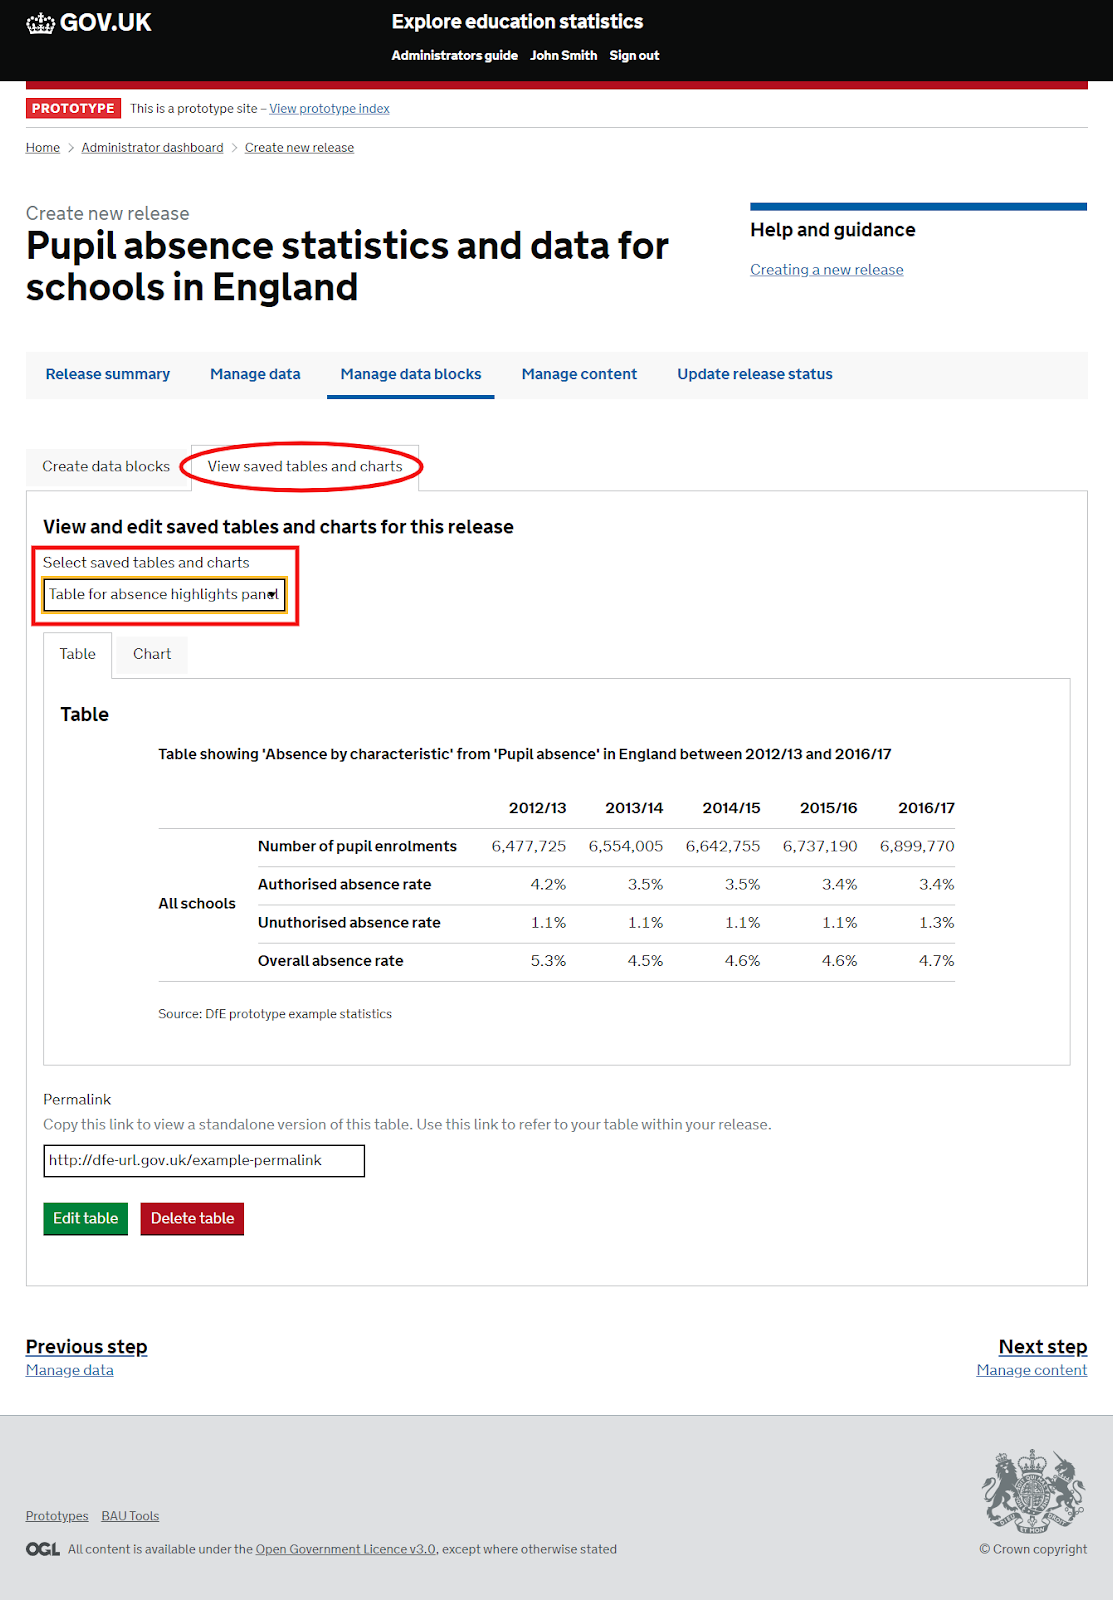 GOV.UK
Explore education statistics
Administrators guide John Smith Sign out
PROTOTYPE This is a prototype site – View prototype index
Home > Administrator dashboard > Create new release
Create new release
Pupil absence statistics and data for
schools in England
Help and guidance
Creating a new release
Release summary Manage data Manage data blocks Manage content Update release status
Create data blocks View saved tables and charts
View and edit saved tables and charts for this release
Select saved tables and charts
Table for absence highlights panel
Table Chart
Table
Table showing 'Absence by characteristic' from 'Pupil absence' in England between 2012/13 and 2016/17
2012/13 2013/14 2014/15 2015/16 2016/17
All schools
Number of pupil enrolments 6,477,725 6,554,005 6,642,755 6,737,190 6,899,770
Authorised absence rate 4.2% 3.5% 3.5% 3.4% 3.4%
Unuthorised absence rate 1.1% 1.1% 1.1% 1.1% 1.3%
Overall absence rate 5.3% 4.5% 4.6% 4.6% 4.7%
Source: DfE prototype example statistics
Permalink
Copy this link to view a standalone version of this table. Use this link to refer to your table within your release.
http://dfe-url.gov.uk/example-permalink
Edit table Delete table
Previous step
Manage data
Next step
Manage content
Prototypes BAU Tools
OGL All content is available under the Open Government Licence v3.0, except where otherwise stated
© Crown copyright